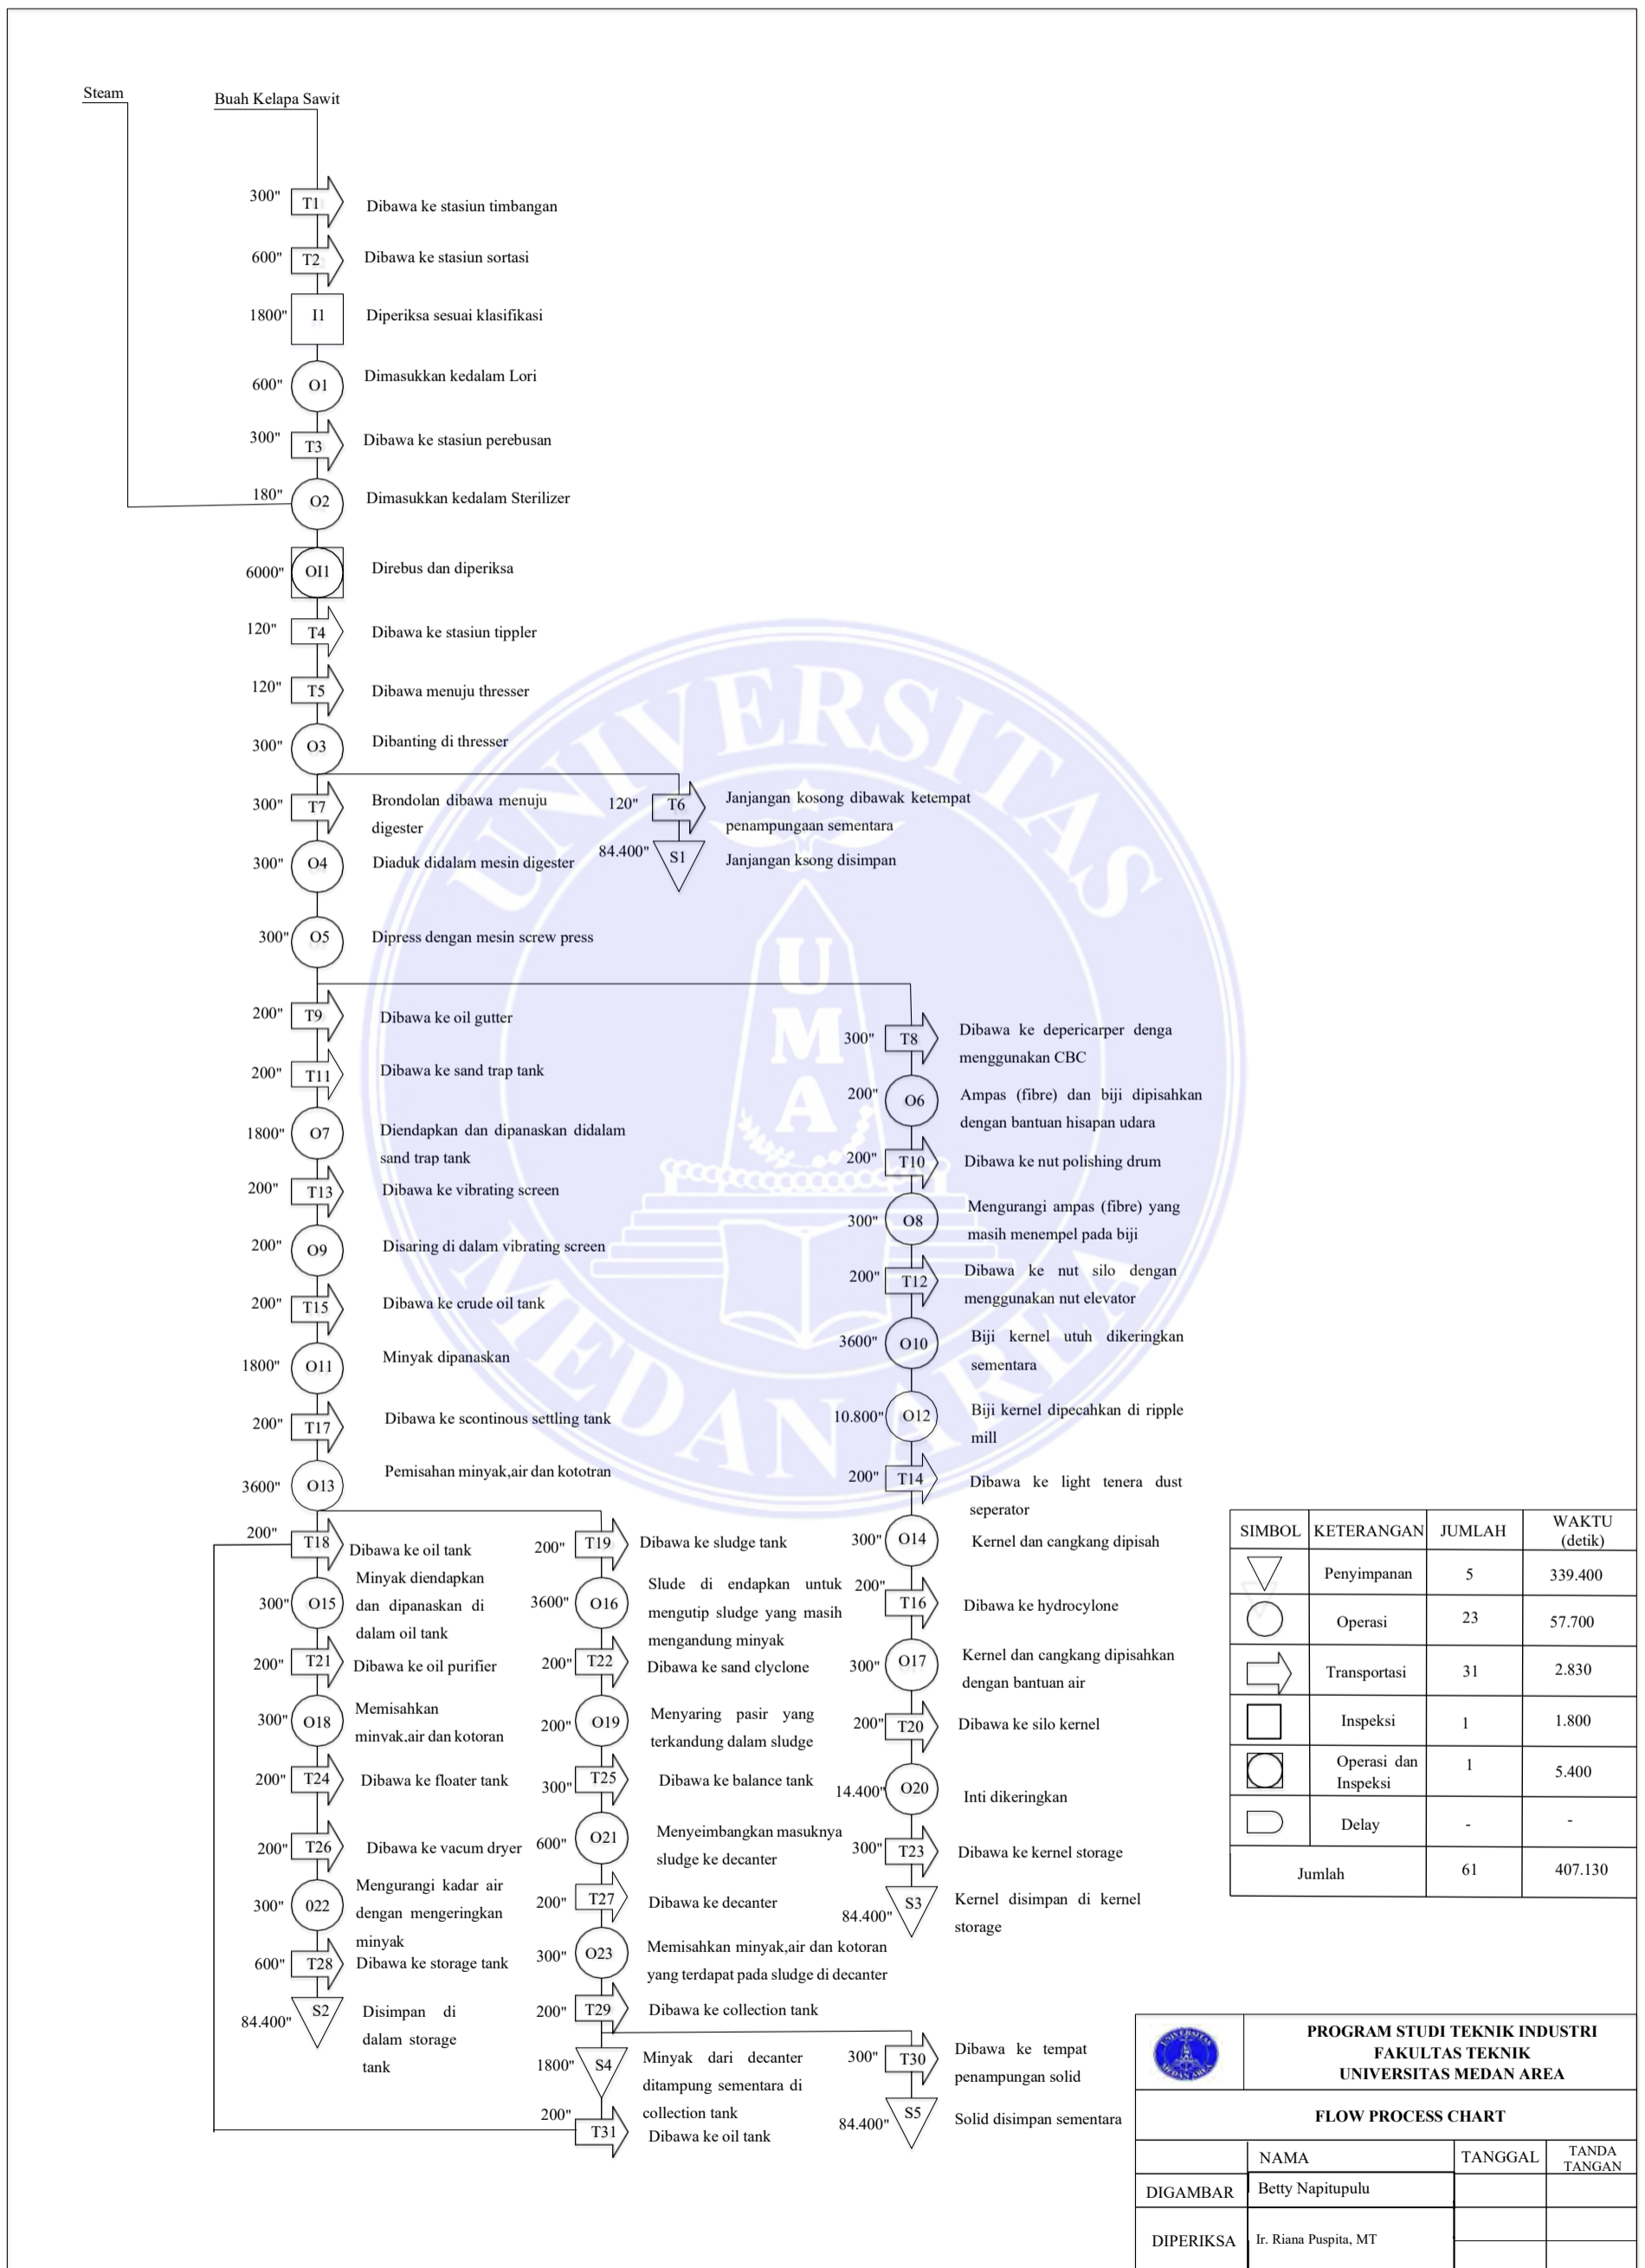 Steam
Buah Kelapa Sawit
300"
T1
Dibawa ke stasiun timbangan
600"
T2
Dibawa ke stasiun sortasi
1800"
I1
Diperiksa sesuai klasifikasi
600"
O1
Dimasukkan kedalam Lori
300"
T3
Dibawa ke stasiun perebusan
180"
O2
Dimasukkan kedalam Sterilizer
6000"
OI1
Direbus dan diperiksa
120"
T4
Dibawa ke stasiun tippler
120"
T5
Dibawa menuju thresser
300"
O3
Dibanting di thresser
300"
T7
Brondolan dibawa menuju
digester
120"
T6
Janjangan kosong dibawak ketempat
penampungaan sementara
300"
O4
Diaduk didalam mesin digester
84.400"
S1
Janjangan ksong disimpan
300"
O5
Dipress dengan mesin screw press
200"
T9
Dibawa ke oil gutter
200"
T11
Dibawa ke sand trap tank
1800"
O7
Diendapkan dan dipanaskan didalam
sand trap tank
200"
T13
Dibawa ke vibrating screen
200"
O9
Disaring di dalam vibrating screen
200"
T15
Dibawa ke crude oil tank
1800"
O11
Minyak dipanaskan
200"
T17
Dibawa ke scontinous settling tank
3600"
O13
Pemisahan minyak,air dan kototran
300"
T8
Dibawa ke depericarper denga
menggunakan CBC
200"
O6
Ampas (fibre) dan biji dipisahkan
dengan bantuan hisapan udara
200"
T10
Dibawa ke nut polishing drum
300"
O8
Mengurangi ampas (fibre) yang
masih menempel pada biji
200"
T12
Dibawa ke nut silo dengan
menggunakan nut elevator
3600"
O10
Biji kernel utuh dikeringkan
sementara
10.800"
O12
Biji kernel dipecahkan di ripple
mill
200"
T14
Dibawa ke light tenera dust
seperator
300"
O14
Kernel dan cangkang dipisah
200"
T16
Dibawa ke hydrocylone
300"
O17
Kernel dan cangkang dipisahkan
dengan bantuan air
200"
T20
Dibawa ke silo kernel
14.400"
O20
Inti dikeringkan
300"
T23
Dibawa ke kernel storage
84.400"
S3
Kernel disimpan di kernel
storage
200"
T18
Dibawa ke oil tank
300"
O15
Minyak diendapkan
dan dipanaskan di
dalam oil tank
200"
T21
Dibawa ke oil purifier
300"
O18
Memisahkan
minvak,air dan kotoran
200"
T24
Dibawa ke floater tank
200"
T26
Dibawa ke vacum dryer
300"
022
Mengurangi kadar air
dengan mengeringkan
minyak
600"
T28
Dibawa ke storage tank
84.400"
S2
Disimpan di
dalam storage
tank
200"
T19
Dibawa ke sludge tank
3600"
O16
Slude di endapkan untuk
mengutip sludge yang masih
mengandung minyak
200"
T22
Dibawa ke sand clyclone
200"
O19
Menyaring pasir yang
terkandung dalam sludge
300"
T25
Dibawa ke balance tank
600"
O21
Menyeimbangkan masuknya
sludge ke decanter
200"
T27
Dibawa ke decanter
300"
O23
Memisahkan minyak,air dan kotoran
yang terdapat pada sludge di decanter
200"
T29
Dibawa ke collection tank
1800"
S4
Minyak dari decanter
ditampung sementara di
collection tank
200"
T31
Dibawa ke oil tank
300"
T30
Dibawa ke tempat
penampungan solid
84.400"
S5
Solid disimpan sementara
SIMBOL KETERANGAN JUMLAH WAKTU
(detik)
Penyimpanan 5 339.400
Operasi 23 57.700
Transportasi 31 2.830
Inspeksi 1 1.800
Operasi dan
Inspeksi 1 5.400
Delay - -
Jumlah 61 407.130
PROGRAM STUDI TEKNIK INDUSTRI
FAKULTAS TEKNIK
UNIVERSITAS MEDAN AREA
FLOW PROCESS CHART
NAMA TANGGAL TANDA
TANGAN
DIGAMBAR Betty Napitupulu
DIPERIKSA Ir. Riana Puspita, MT
UNIVERSITAS
MEDAN AREA
UMA
UNIVERSITAS
MEDAN AREA